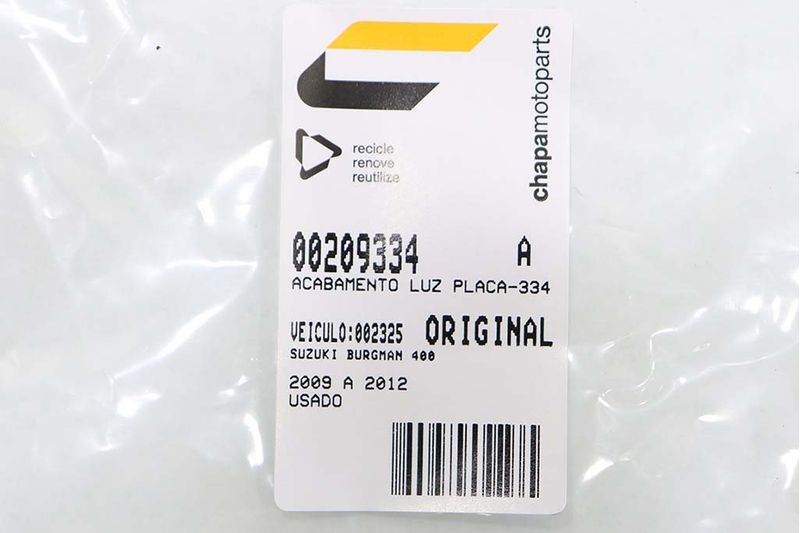 chapamotoparts
recicle
renove
reutilize
00209334 A
ACABAMENTO LUZ PLACA-334
VEICULO:002325 ORIGINAL
SUZUKI BURGMAN 400
2009 A 2012
USADO